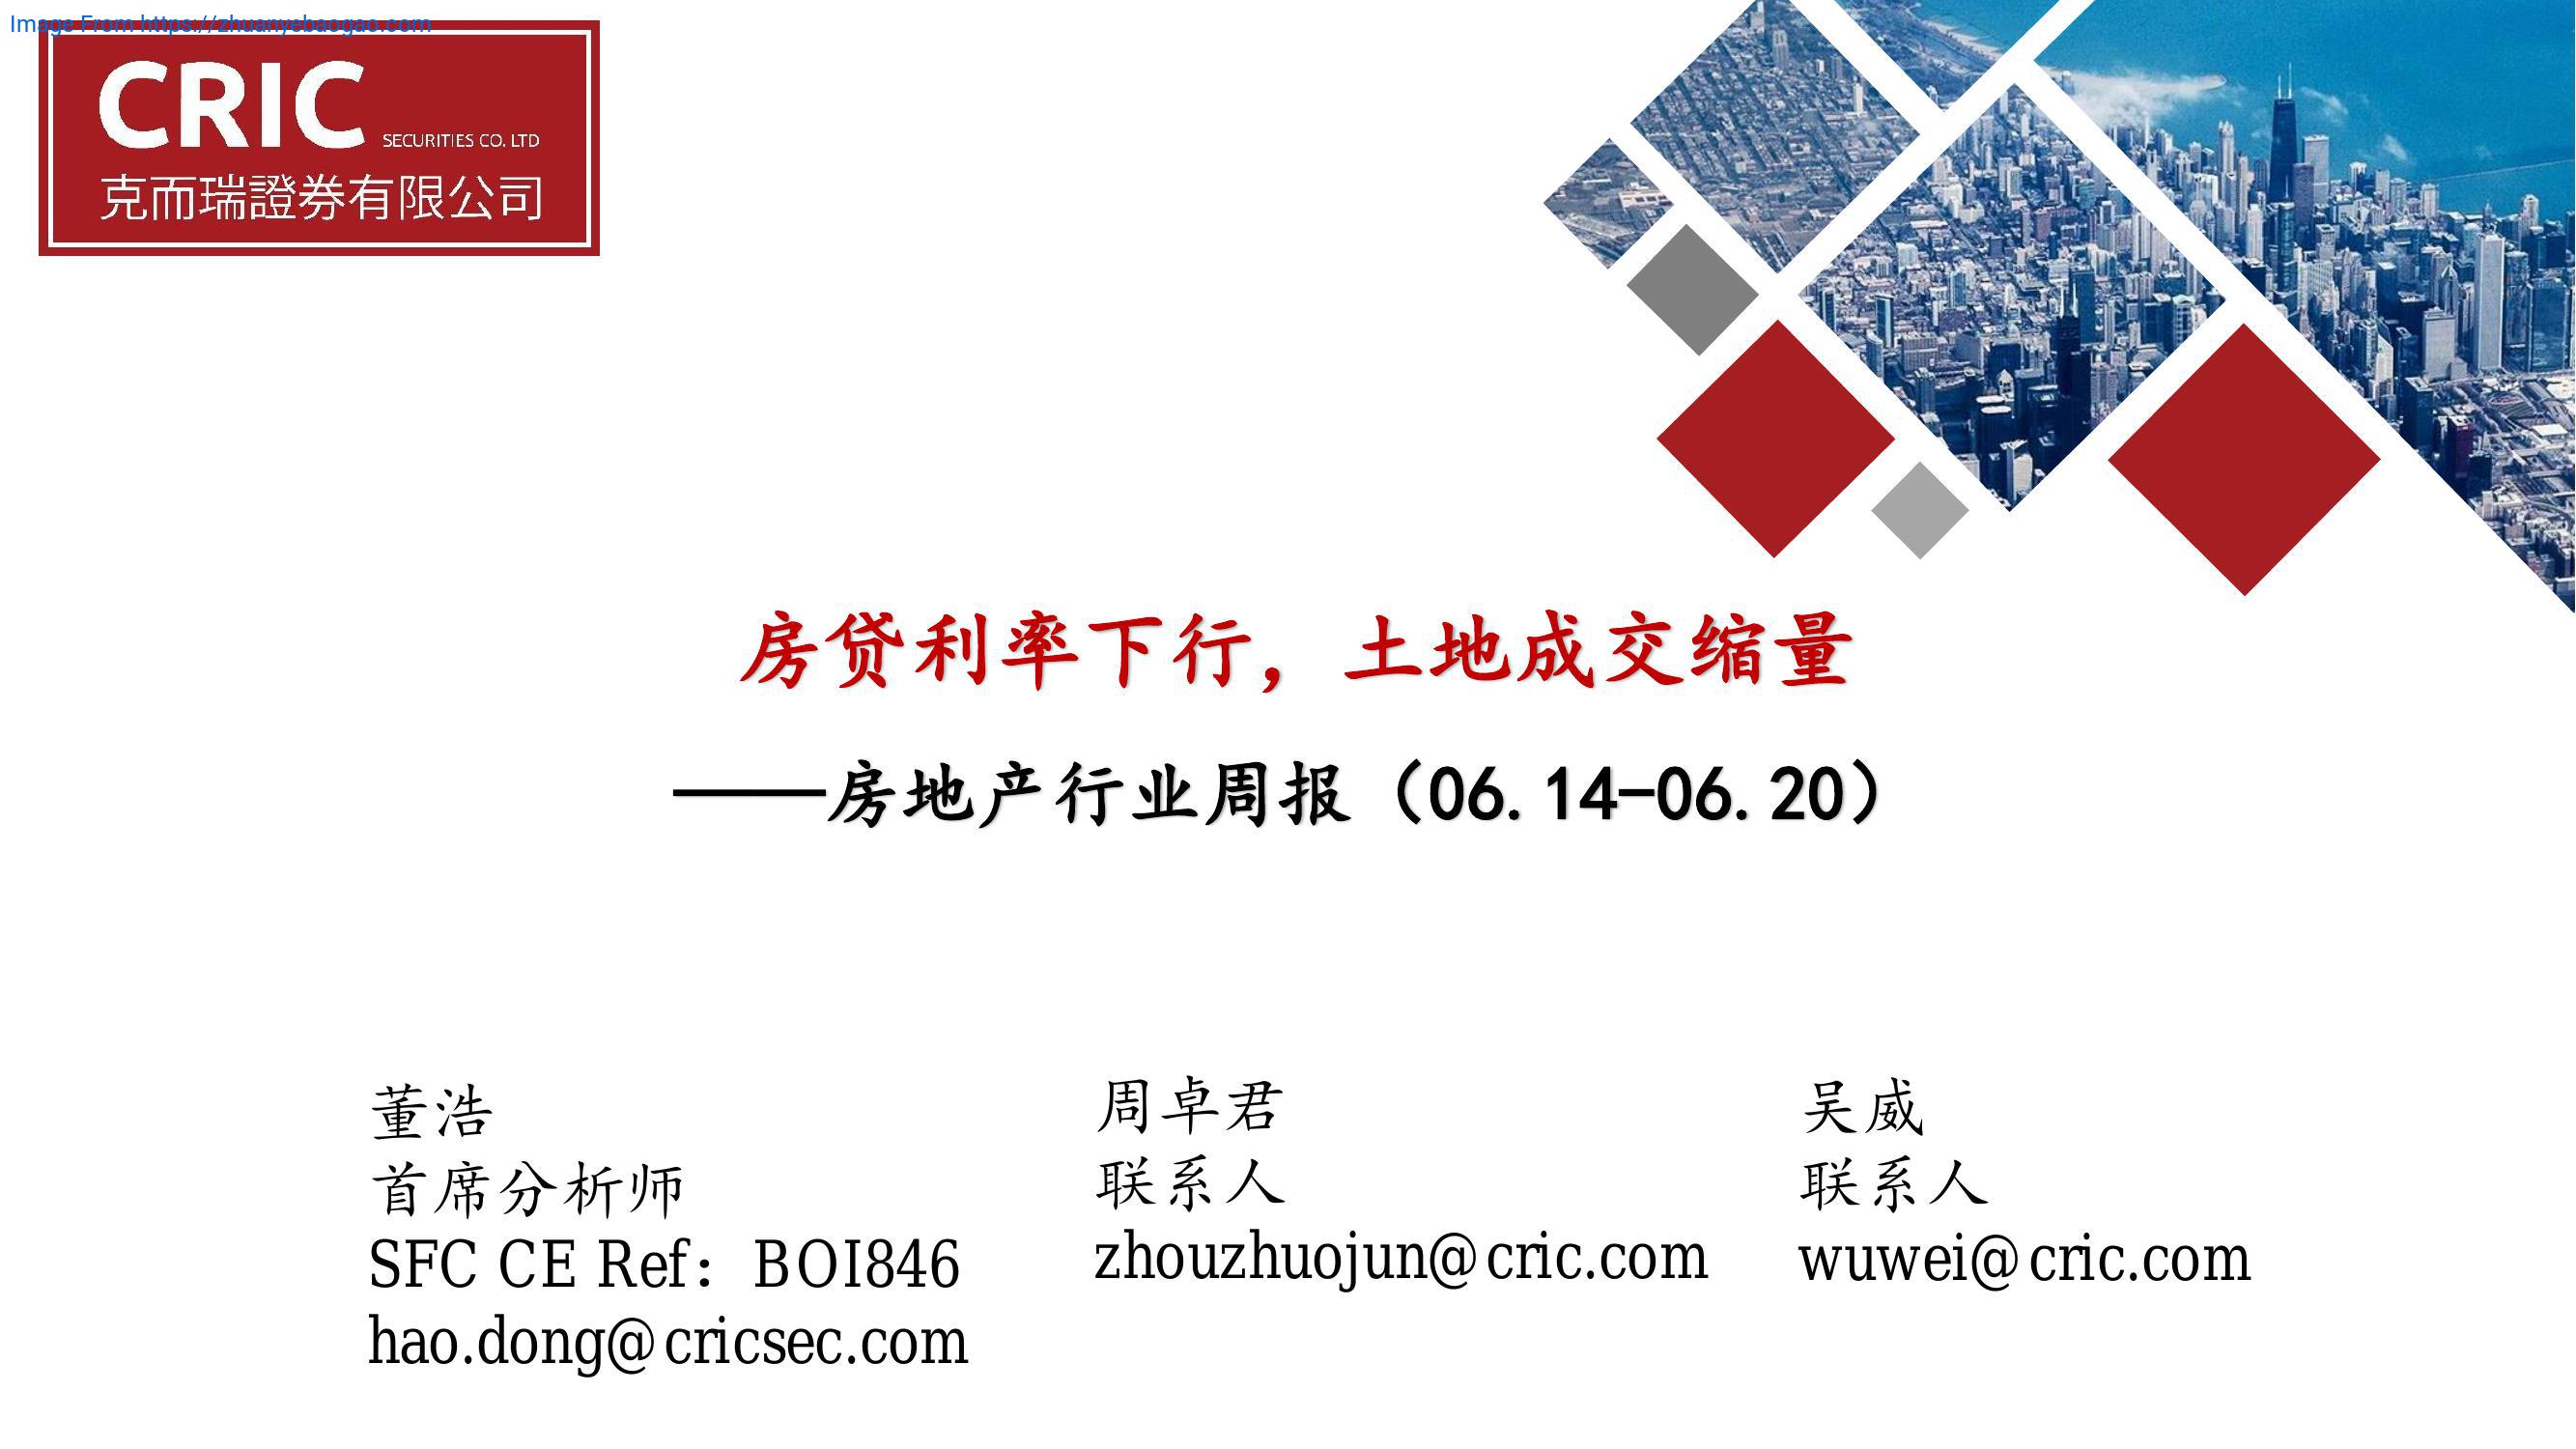 Image From https://zhuanyebaogao.com
CRIC SECURITIES CO. LTD
克而瑞證券有限公司
房贷利率下行，土地成交缩量
——房地产行业周报（06.14-06.20）
董浩
首席分析师
SFC CE Ref：BOI846
hao.dong@cricsec.com
周卓君
联系人
zhouzhuojun@cric.com
吴威
联系人
wuwei@cric.com